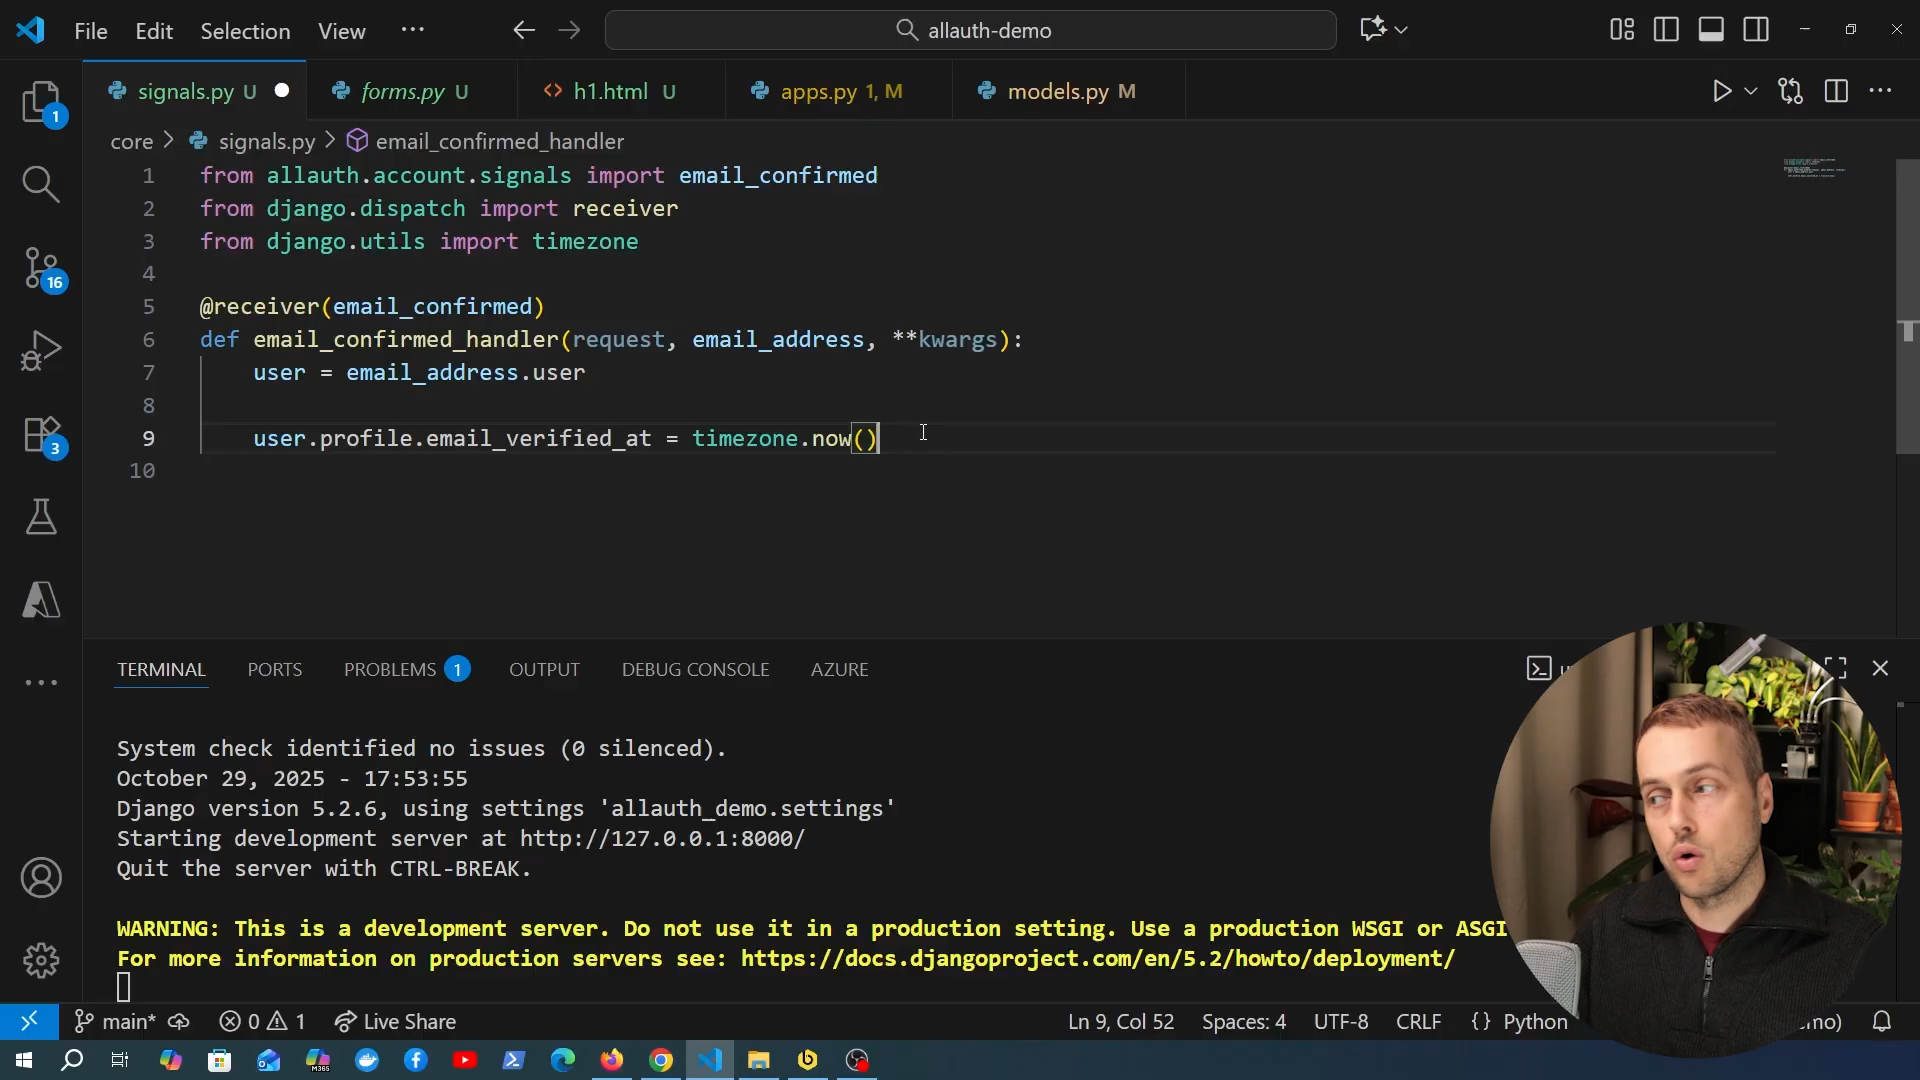 File Edit Selection View ··· allauth-demo
signals.py U forms.py U h1.html U apps.py 1, M models.py M
core > signals.py > email_confirmed_handler
1 from allauth.account.signals import email_confirmed
2 from django.dispatch import receiver
3 from django.utils import timezone
4
5 @receiver(email_confirmed)
6 def email_confirmed_handler(request, email_address, **kwargs):
7 user = email_address.user
8
9 user.profile.email_verified_at = timezone.now()
10
1
16
3
TERMINAL PORTS PROBLEMS 1 OUTPUT DEBUG CONSOLE AZURE
System check identified no issues (0 silenced).
October 29, 2025 - 17:53:55
Django version 5.2.6, using settings 'allauth_demo.settings'
Starting development server at http://127.0.0.1:8000/
Quit the server with CTRL-BREAK.
WARNING: This is a development server. Do not use it in a production setting. Use a production WSGI or ASGI
For more information on production servers see: https://docs.djangoproject.com/en/5.2/howto/deployment/
main* 0 1 Live Share Ln 9, Col 52 Spaces: 4 UTF-8 CRLF {} Python
M365